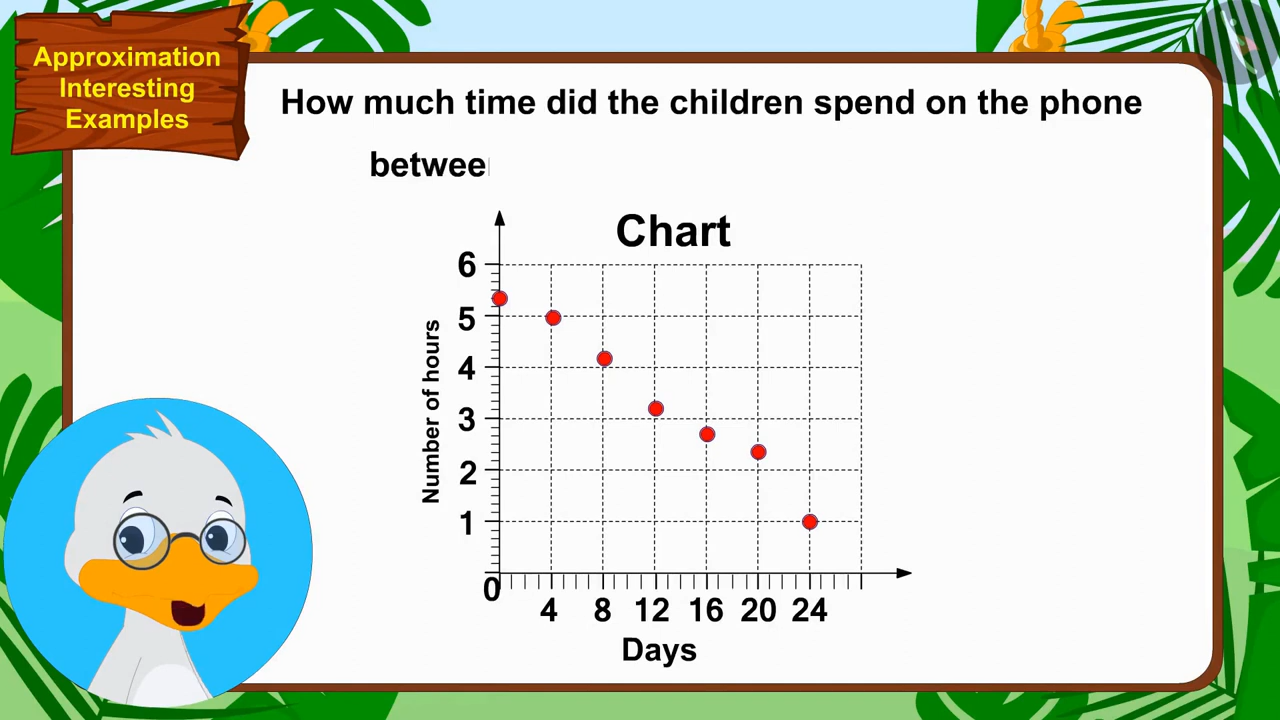 Approximation
Interesting
Examples
How much time did the children spend on the phone
betwee
Chart
6
5
4
3
2
1
0
Number of hours
4 8 12 16 20 24
Days